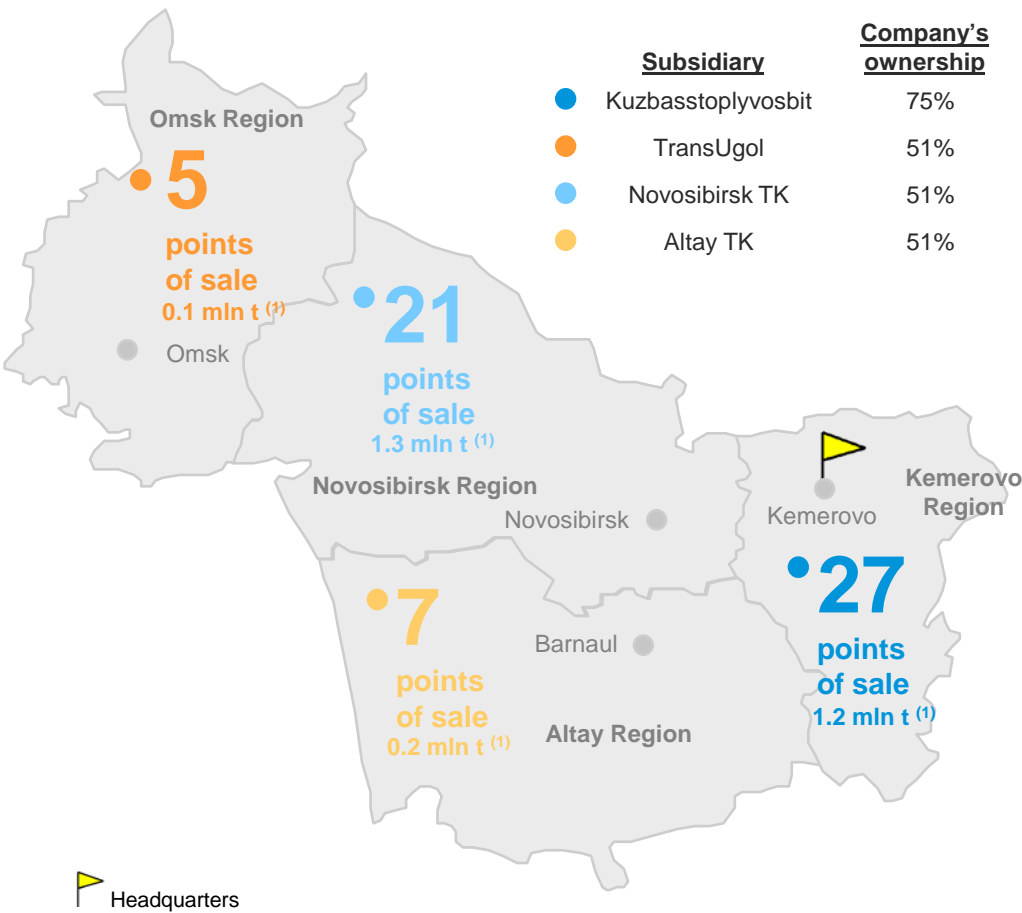 Subsidiary
Company's
ownership
Kuzbasstoplyvosbit 75%
TransUgol 51%
Novosibirsk TK 51%
Altay TK 51%
Omsk Region
5
points
of sale
0.1 mln t (1)
Omsk
21
points
of sale
1.3 mln t (1)
Novosibirsk Region
Novosibirsk
Kemerovo
Region
Kemerovo
27
points
of sale
1.2 mln t (1)
7
points
of sale
0.2 mln t (1)
Barnaul
Altay Region
Headquarters